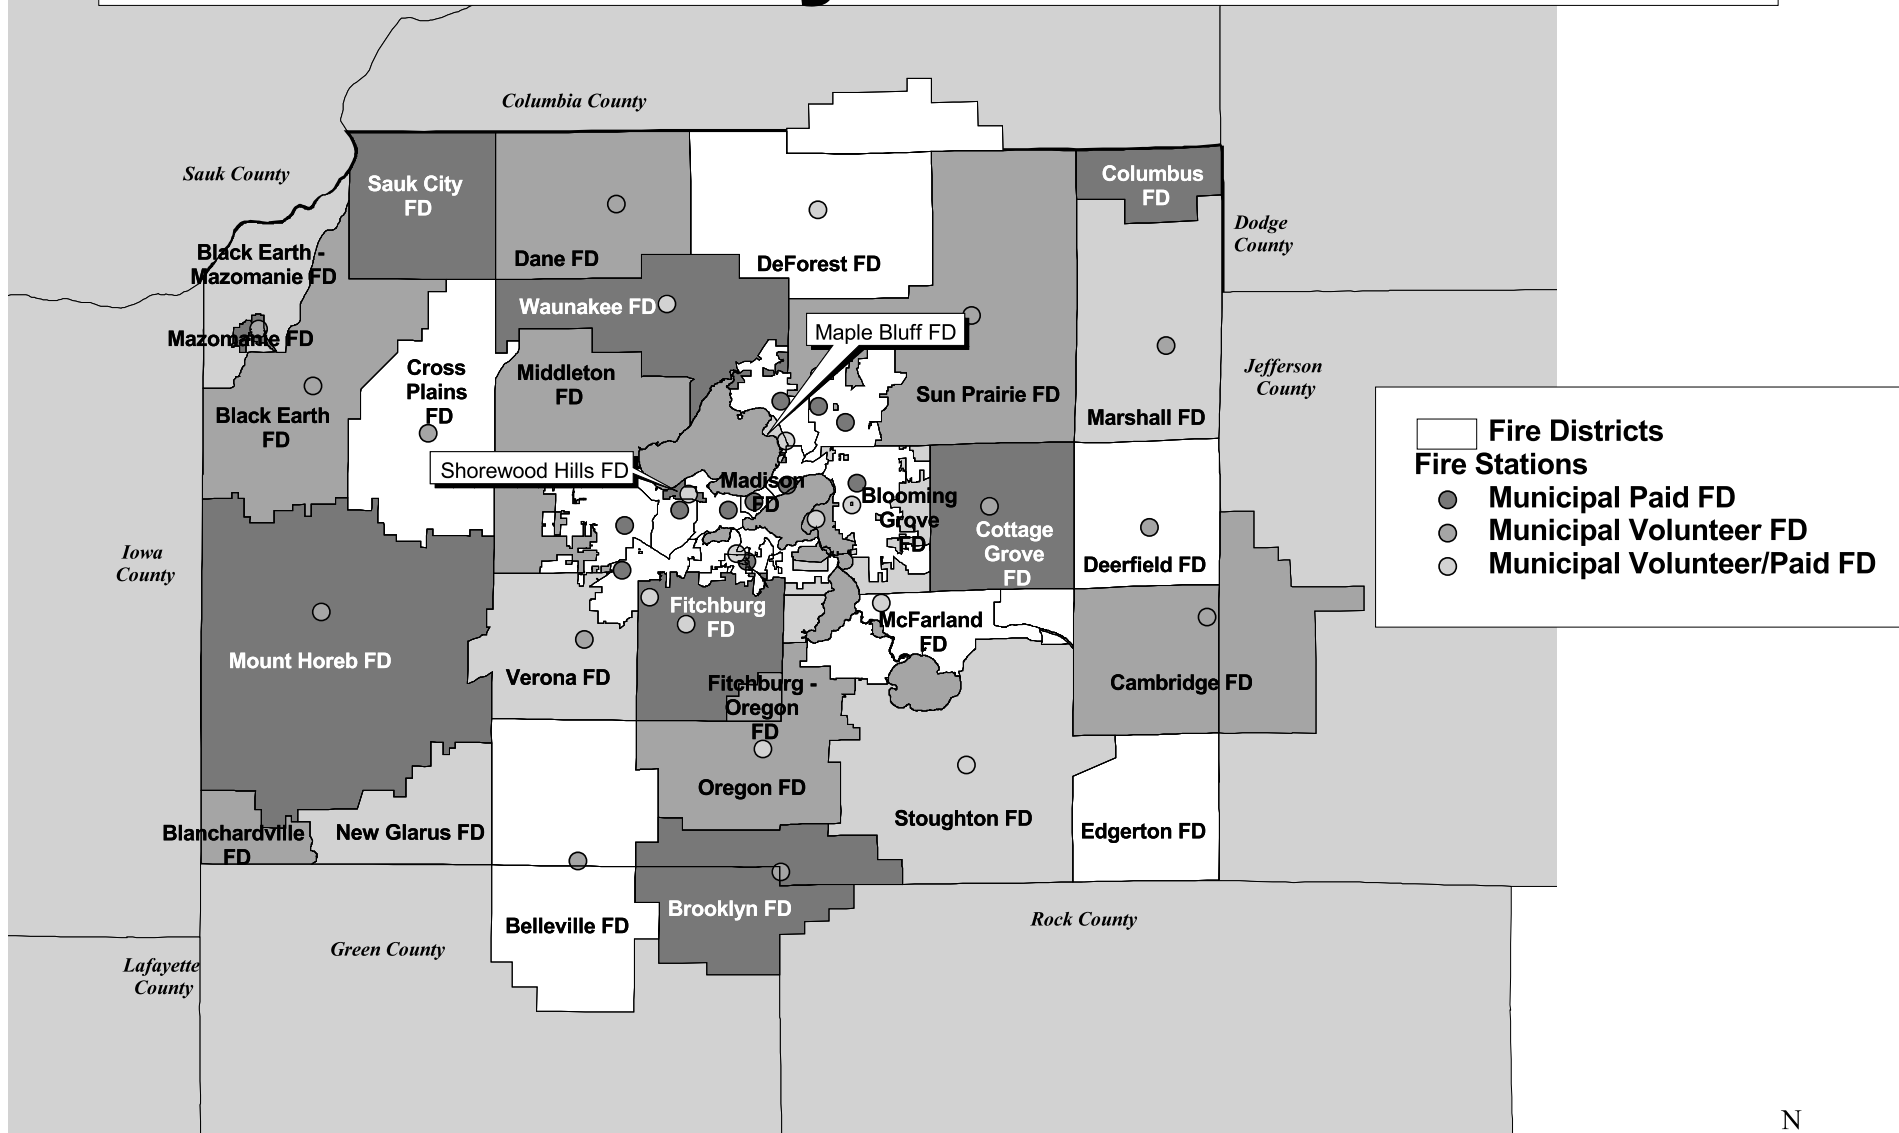 Columbia County
Sauk County
Sauk City
FD
Columbus
FD
Dodge
County
Black Earth -
Mazomanie FD
Dane FD
DeForest FD
Waunakee FD
Maple Bluff FD
Mazomanie FD
Cross
Plains
FD
Middleton
FD
Jefferson
County
Sun Prairie FD
Black Earth
FD
Marshall FD
Shorewood Hills FD
Madison
FD
Blooming
Grove
FD
Cottage
Grove
FD
Deerfield FD
Fire Districts
Fire Stations
Municipal Paid FD
Municipal Volunteer FD
Municipal Volunteer/Paid FD
Iowa
County
Fitchburg
FD
McFarland
FD
Mount Horeb FD
Verona FD
Fitchburg -
Oregon
FD
Cambridge FD
Oregon FD
Stoughton FD
Edgerton FD
Blanchardville
FD
New Glarus FD
Belleville FD
Brooklyn FD
Rock County
Green County
Lafayette
County
N